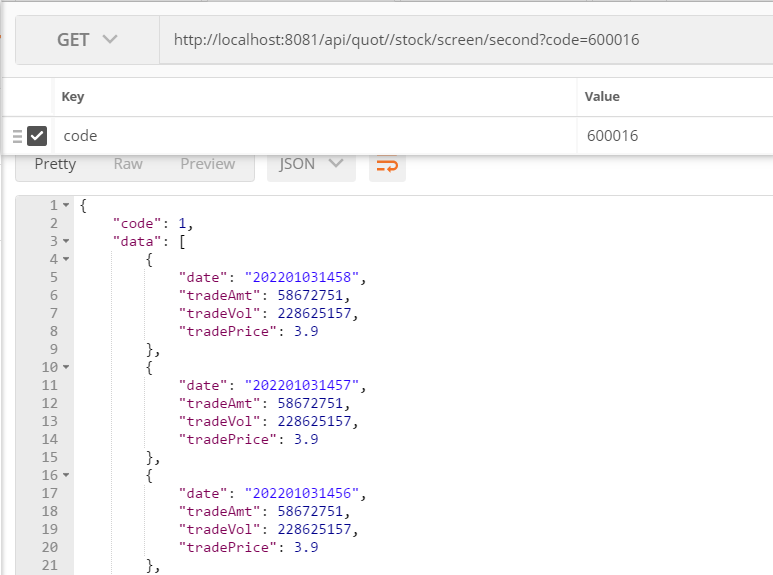 GET http://localhost:8081/api/quot//stock/screen/second?code=600016
Key Value
code 600016
Pretty Raw Preview JSON
1 {
2 "code": 1,
3 "data": [
4 {
5 "date": "202201031458",
6 "tradeAmt": 58672751,
7 "tradeVol": 228625157,
8 "tradePrice": 3.9
9 },
10 {
11 "date": "202201031457",
12 "tradeAmt": 58672751,
13 "tradeVol": 228625157,
14 "tradePrice": 3.9
15 },
16 {
17 "date": "202201031456",
18 "tradeAmt": 58672751,
19 "tradeVol": 228625157,
20 "tradePrice": 3.9
21 },